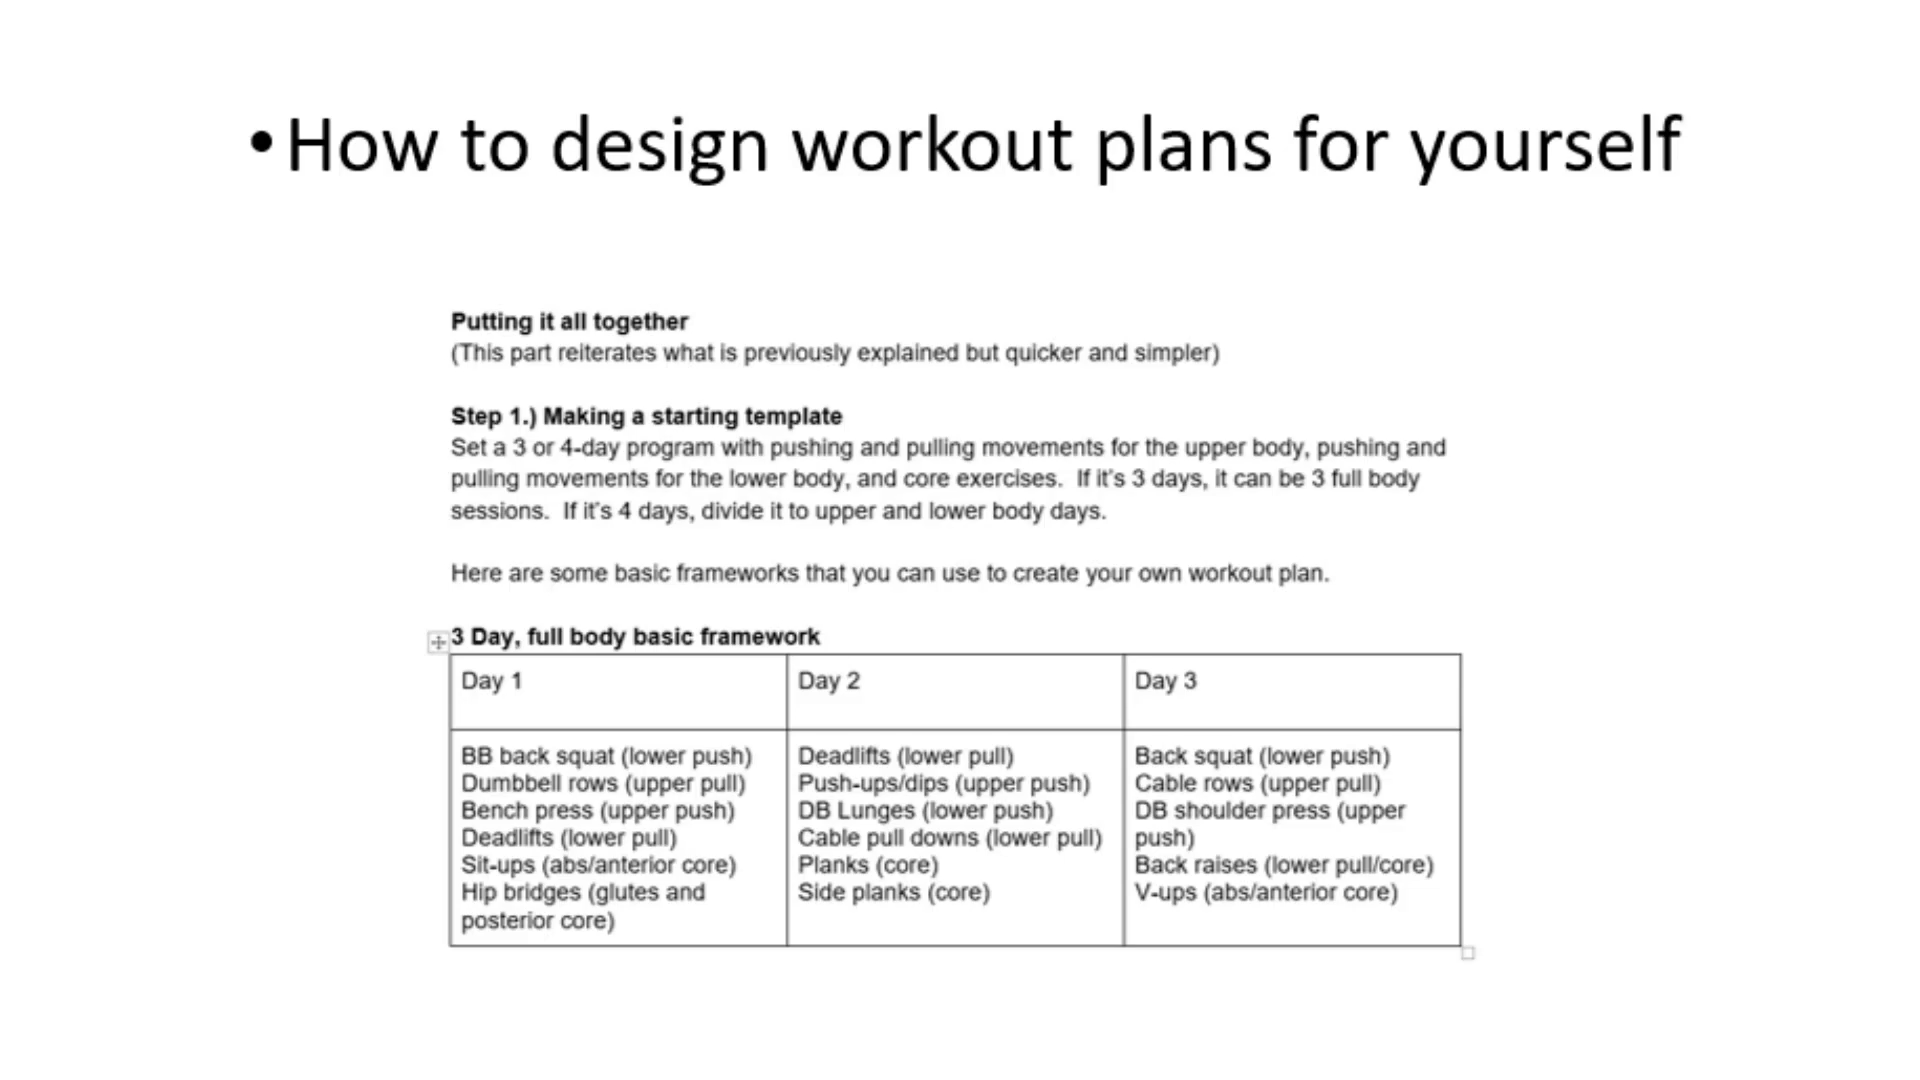 • How to design workout plans for yourself
Putting it all together
(This part reiterates what is previously explained but quicker and simpler)
Step 1.) Making a starting template
Set a 3 or 4-day program with pushing and pulling movements for the upper body, pushing and
pulling movements for the lower body, and core exercises.  If it's 3 days, it can be 3 full body
sessions.  If it's 4 days, divide it to upper and lower body days.
Here are some basic frameworks that you can use to create your own workout plan.
3 Day, full body basic framework
Day 1
Day 2
Day 3
BB back squat (lower push)
Dumbbell rows (upper pull)
Bench press (upper push)
Deadlifts (lower pull)
Sit-ups (abs/anterior core)
Hip bridges (glutes and
posterior core)
Deadlifts (lower pull)
Push-ups/dips (upper push)
DB Lunges (lower push)
Cable pull downs (lower pull)
Planks (core)
Side planks (core)
Back squat (lower push)
Cable rows (upper pull)
DB shoulder press (upper
push)
Back raises (lower pull/core)
V-ups (abs/anterior core)